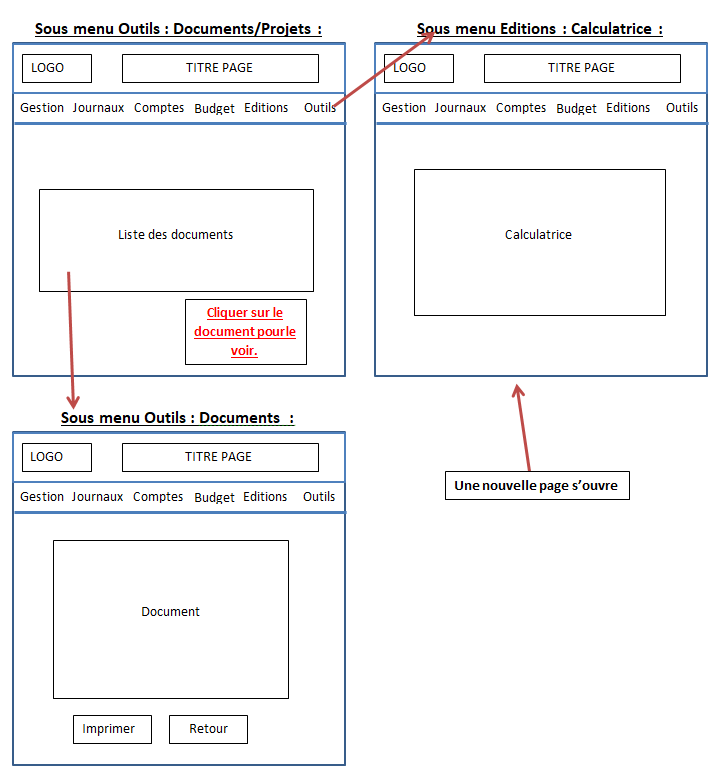 Sous menu Outils : Documents/Projets :
LOGO
TITRE PAGE
Gestion Journaux Comptes Budget Editions Outils
Liste des documents
Cliquer sur le
document pour le
voir.
Sous menu Editions : Calculatrice :
LOGO
TITRE PAGE
Gestion Journaux Comptes Budget Editions Outils
Calculatrice
Une nouvelle page s’ouvre
Sous menu Outils : Documents :
LOGO
TITRE PAGE
Gestion Journaux Comptes Budget Editions Outils
Document
Imprimer
Retour